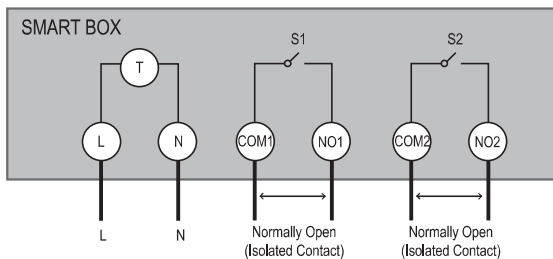 SMART BOX
S1
S2
T
L
N
COM1
NO1
COM2
NO2
L
N
Normally Open
(Isolated Contact)
Normally Open
(Isolated Contact)